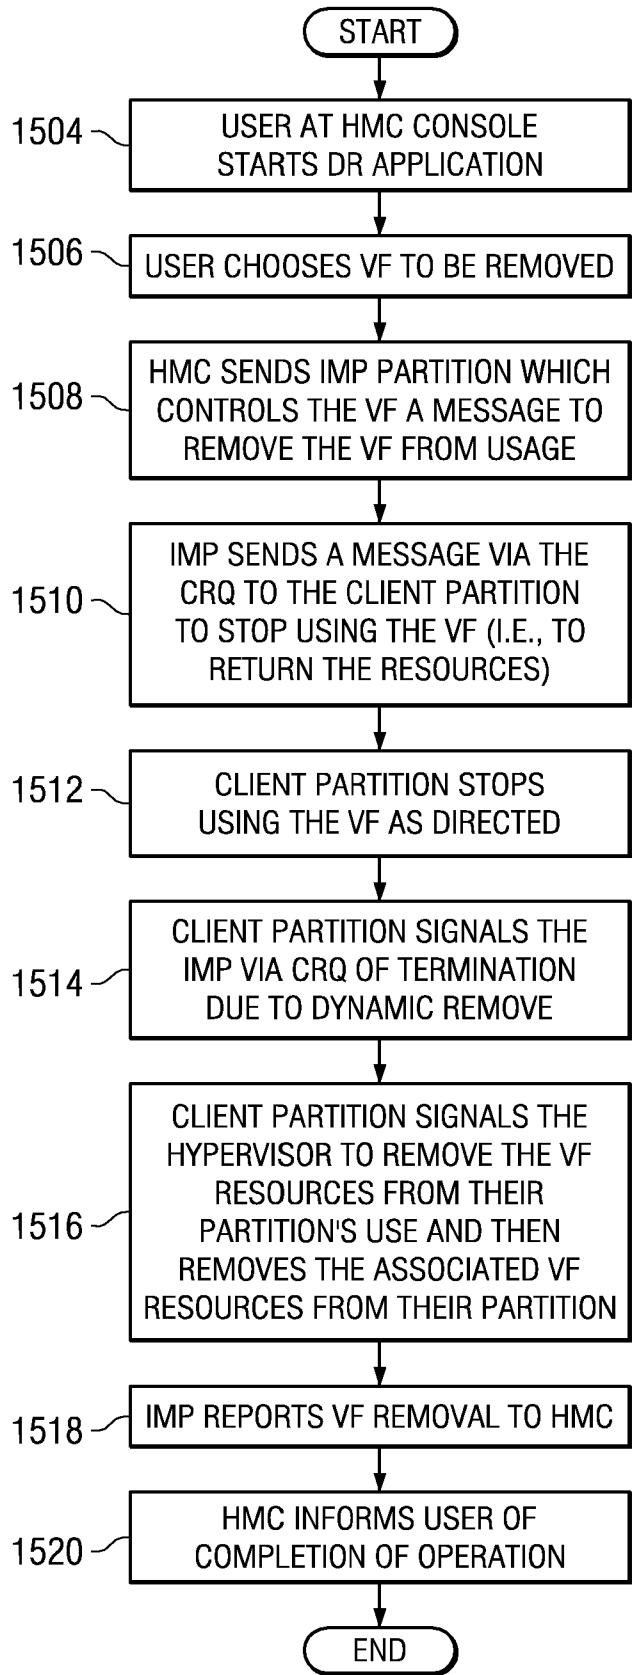 START
1504
USER AT HMC CONSOLE
STARTS DR APPLICATION
1506
USER CHOOSES VF TO BE REMOVED
1508
HMC SENDS IMP PARTITION WHICH
CONTROLS THE VF A MESSAGE TO
REMOVE THE VF FROM USAGE
1510
IMP SENDS A MESSAGE VIA THE
CRQ TO THE CLIENT PARTITION
TO STOP USING THE VF (I.E., TO
RETURN THE RESOURCES)
1512
CLIENT PARTITION STOPS
USING THE VF AS DIRECTED
1514
CLIENT PARTITION SIGNALS THE
IMP VIA CRQ OF TERMINATION
DUE TO DYNAMIC REMOVE
1516
CLIENT PARTITION SIGNALS THE
HYPERVISOR TO REMOVE THE VF
RESOURCES FROM THEIR
PARTITION'S USE AND THEN
REMOVES THE ASSOCIATED VF
RESOURCES FROM THEIR PARTITION
1518
IMP REPORTS VF REMOVAL TO HMC
1520
HMC INFORMS USER OF
COMPLETION OF OPERATION
END